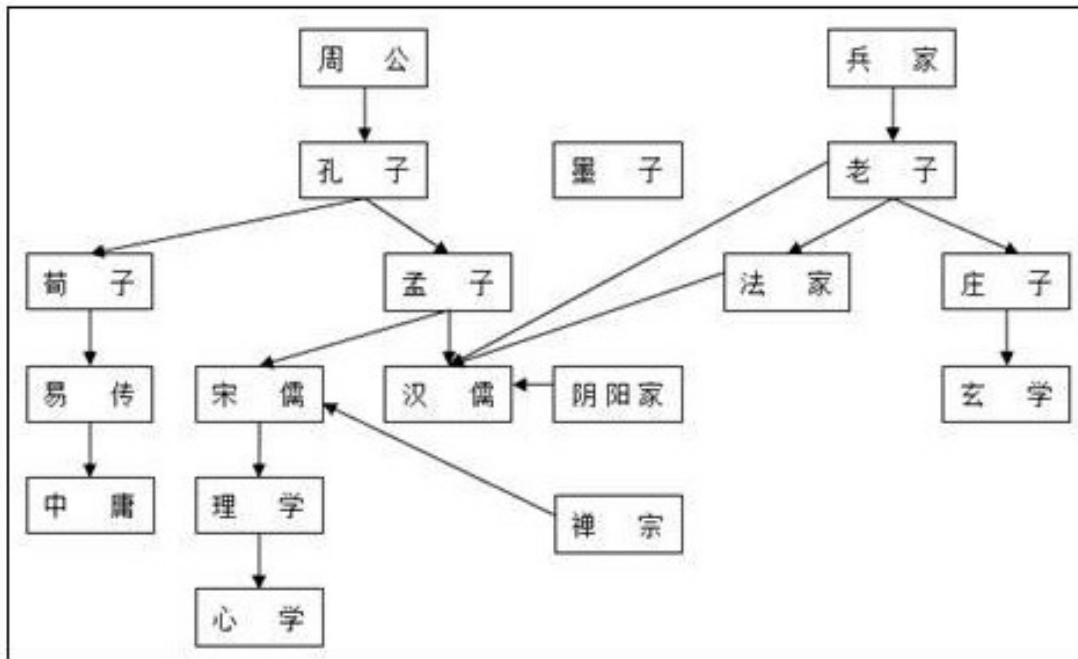 周公
兵家
孔子
墨子
老子
荀子
孟子
法家
庄子
易传
宋儒
汉儒
阴阳家
玄学
中庸
理学
禅宗
心学